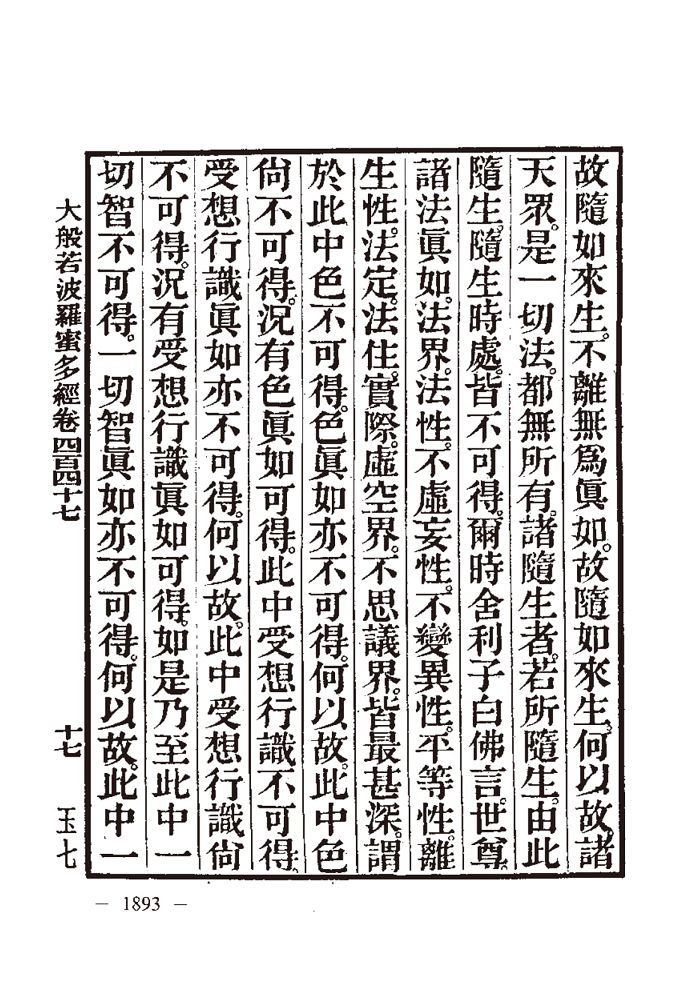 故隨如來生。不離無爲眞如。故隨如來生。何以故。諸
天眾。是一切法。都無所有。諸隨生者。若所隨生。由此
隨生。隨生時處。皆不可得。爾時舍利子白佛言。世尊
諸法眞如。法界。法性。不虛妄性。不變異性。平等性。離
生性。法定。法住。實際。虛空界。不思議界。皆最甚深。謂
於此中色不可得。色眞如亦不可得。何以故。此中色
尙不可得。況有色眞如可得。此中受想行識不可得
受想行識眞如亦不可得。何以故。此中受想行識尙
不可得。況有受想行識眞如可得。如是乃至此中一
切智不可得。一切智眞如亦不可得。何以故。此中一
大般若波羅蜜多經卷四百四十七
十七
玉七
— 1893 —